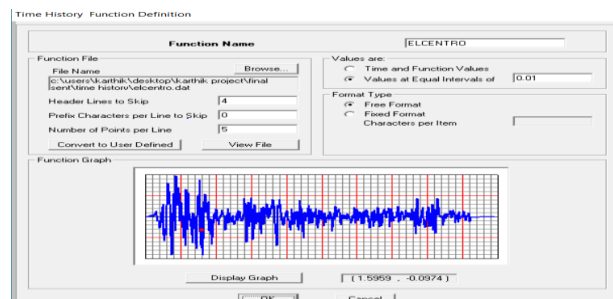 Time History Function Definition
Function Name
ELCENTRO
Function File
File Name
Browse...
c:\users\karthik\desktop\karthik project\final
sent\time history\elcentro.dat
Header Lines to Skip
4
Prefix Characters per Line to Skip
0
Number of Points per Line
5
Convert to User Defined
View File
Values are:
Time and Function Values
Values at Equal Intervals of
0.01
Format Type
Free Format
Fixed Format
Characters per Item
Function Graph
Display Graph
(1.5959 , -0.0974)
OK
Cancel